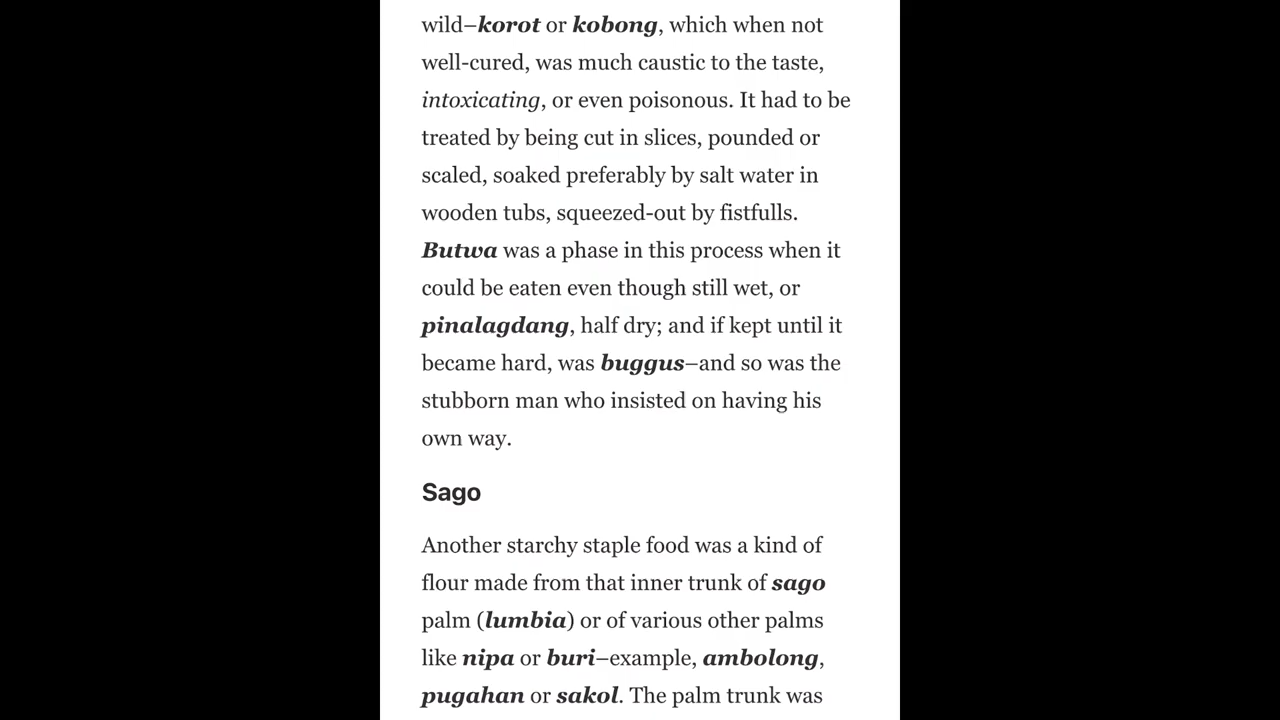 wild–korot or kobong, which when not
well-cured, was much caustic to the taste,
intoxicating, or even poisonous. It had to be
treated by being cut in slices, pounded or
scaled, soaked preferably by salt water in
wooden tubs, squeezed-out by fistfulls.
Butwa was a phase in this process when it
could be eaten even though still wet, or
pinalagdang, half dry; and if kept until it
became hard, was buggus–and so was the
stubborn man who insisted on having his
own way.
Sago
Another starchy staple food was a kind of
flour made from that inner trunk of sago
palm (lumbia) or of various other palms
like nipa or buri–example, ambolong,
pugahan or sakol. The palm trunk was